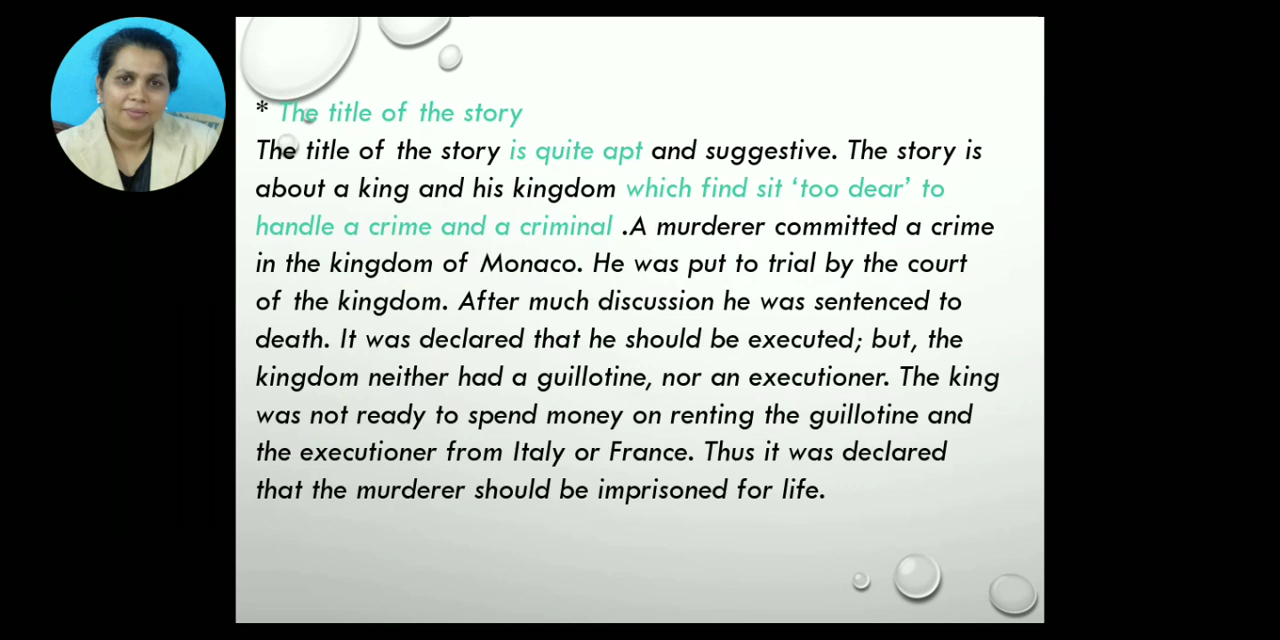 * The title of the story
The title of the story is quite apt and suggestive. The story is
about a king and his kingdom which find sit ‘too dear’ to
handle a crime and a criminal .A murderer committed a crime
in the kingdom of Monaco. He was put to trial by the court
of the kingdom. After much discussion he was sentenced to
death. It was declared that he should be executed; but, the
kingdom neither had a guillotine, nor an executioner. The king
was not ready to spend money on renting the guillotine and
the executioner from Italy or France. Thus it was declared
that the murderer should be imprisoned for life.